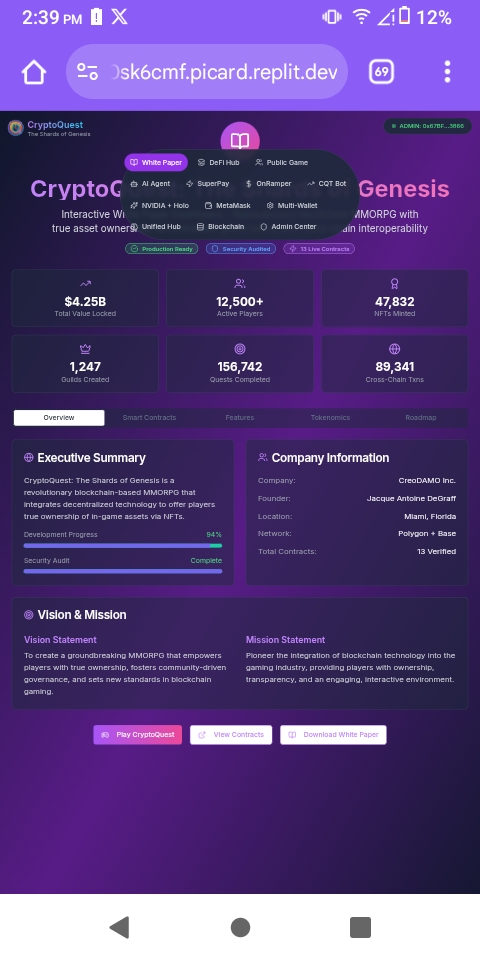 2:39 PM
12%
0sk6cmf.picard.replit.dev
69
CryptoQuest
The Shards of Genesis
ADMIN: 0x67BF...3866
White Paper
DeFi Hub
Public Game
AI Agent
SuperPay
OnRamper
CQT Bot
NVIDIA + Holo
MetaMask
Multi-Wallet
Unified Hub
Blockchain
Admin Center
Genesis
MMORPG with
true asset
interoperability
Production Ready
Security Audited
13 Live Contracts
$4.25B
12,500+
47,832
Total Value Locked
Active Players
NFTs Minted
1,247
156,742
89,341
Guilds Created
Quests Completed
Cross-Chain Txns
Overview
Smart Contracts
Features
Tokenomics
Roadmap
Executive Summary
CryptoQuest: The Shards of Genesis is a
revolutionary blockchain-based MMORPG that
integrates decentralized technology to offer players
true ownership of in-game assets via NFTs.
Development Progress 94%
Security Audit Complete
Company Information
Company: CreoDAMO Inc.
Founder: Jacque Antoine DeGraff
Location: Miami, Florida
Network: Polygon + Base
Total Contracts: 13 Verified
Vision & Mission
Vision Statement
To create a groundbreaking MMORPG that empowers
players with true ownership, fosters community-driven
governance, and sets new standards in blockchain
gaming.
Mission Statement
Pioneer the integration of blockchain technology into the
gaming industry, providing players with ownership,
transparency, and an engaging, interactive environment.
Play CryptoQuest
View Contracts
Download White Paper